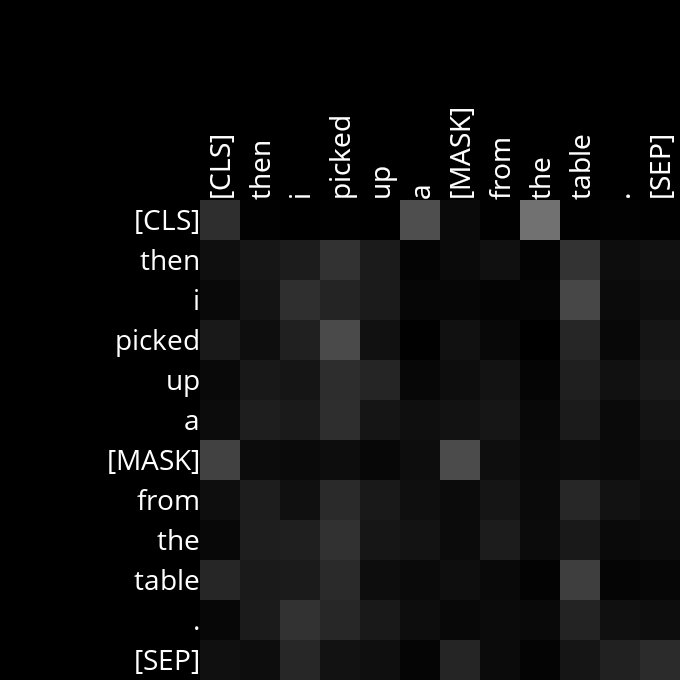 [CLS] then i picked up a [MASK] from the table . [SEP]
[CLS]
then
i
picked
up
a
[MASK]
from
the
table
.
[SEP]